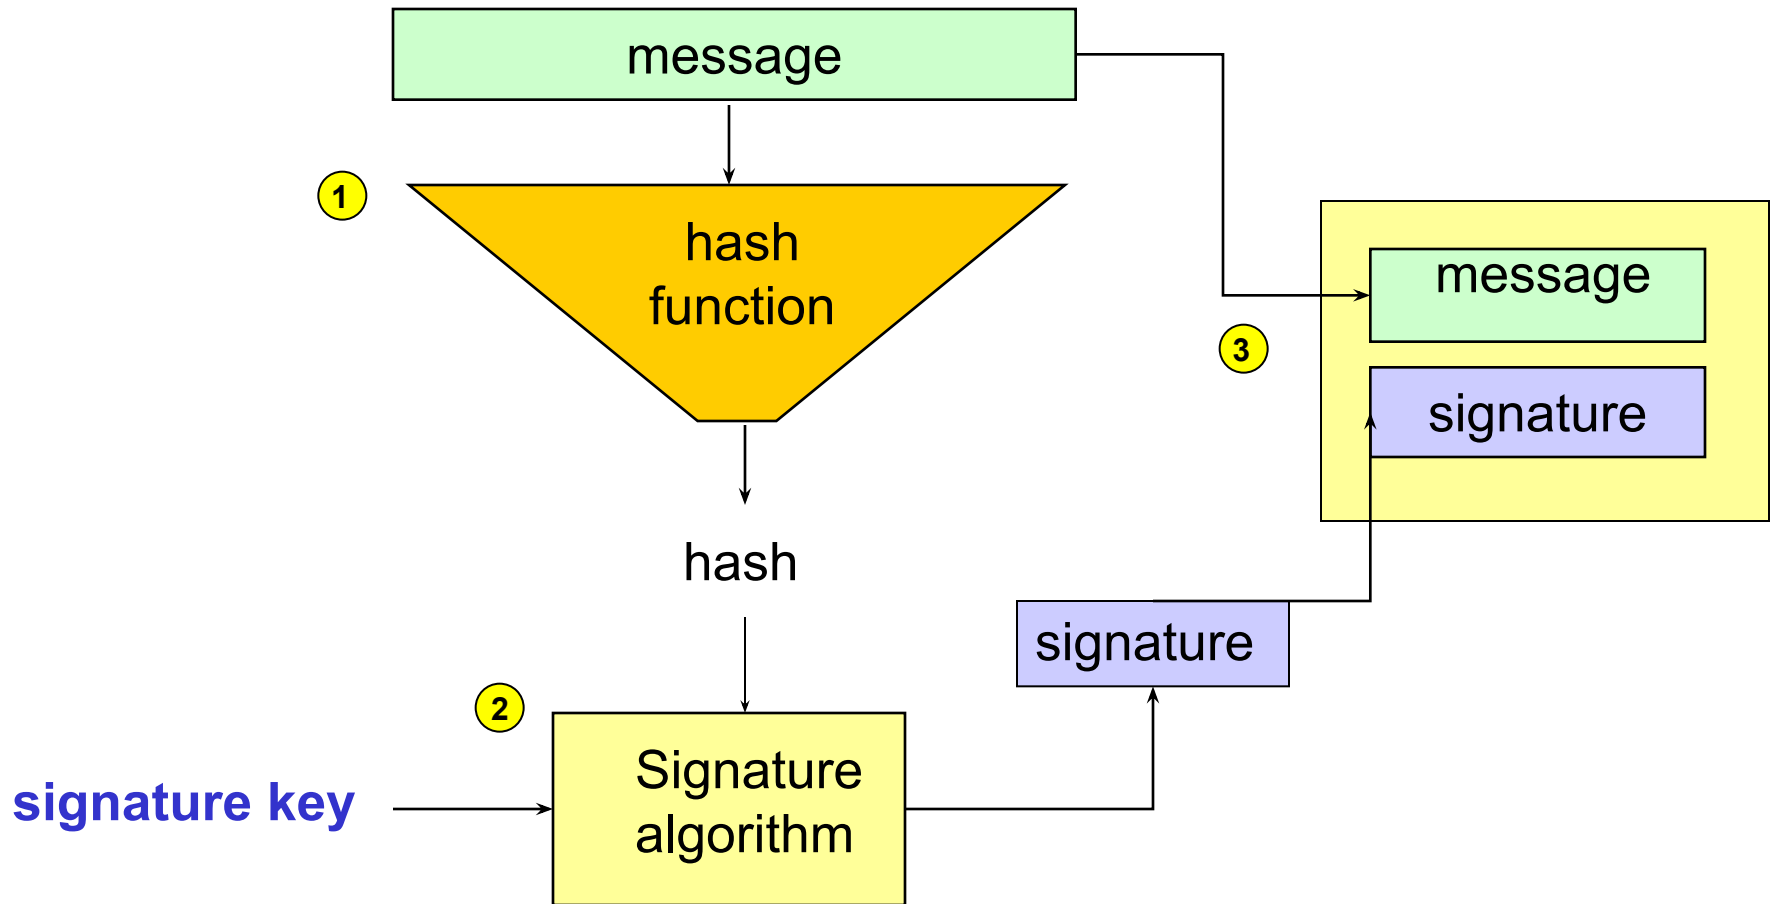 message
1
hash
function
message
3
signature
hash
signature
2
Signature
algorithm
signature key